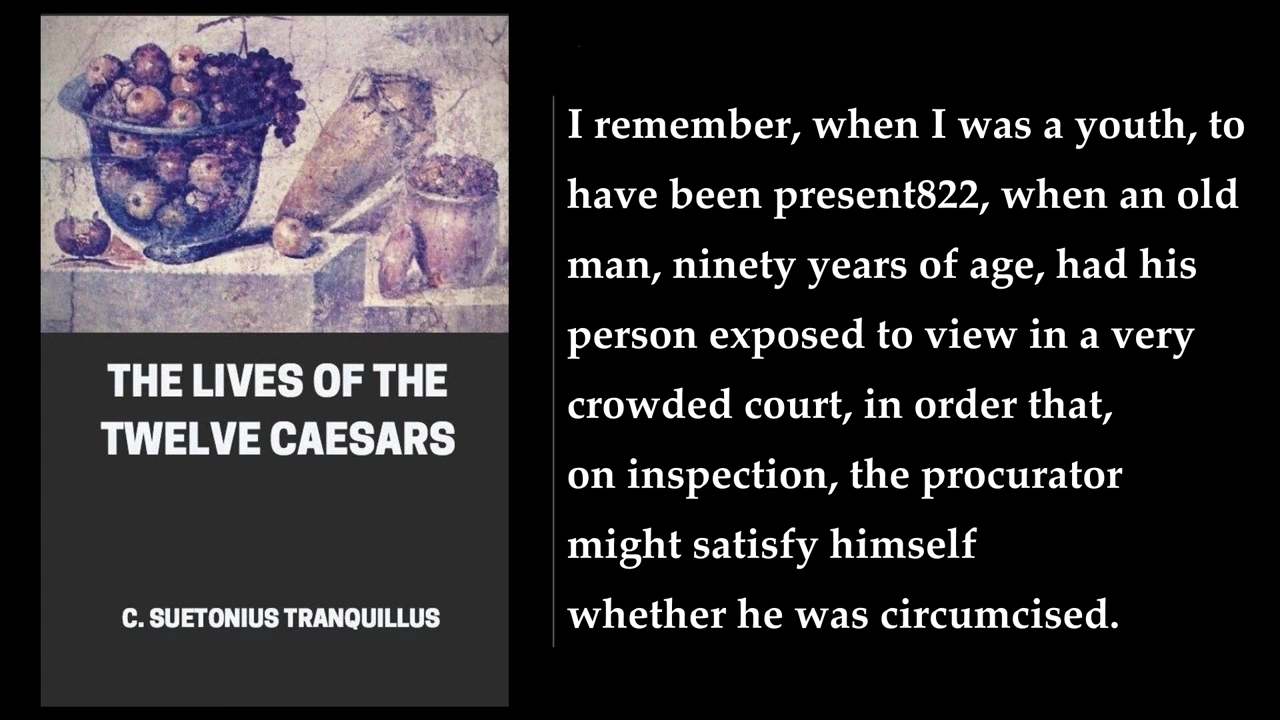 THE LIVES OF THE
TWELVE CAESARS
C. SUETONIUS TRANQUILLUS
I remember, when I was a youth, to
have been present822, when an old
man, ninety years of age, had his
person exposed to view in a very
crowded court, in order that,
on inspection, the procurator
might satisfy himself
whether he was circumcised.